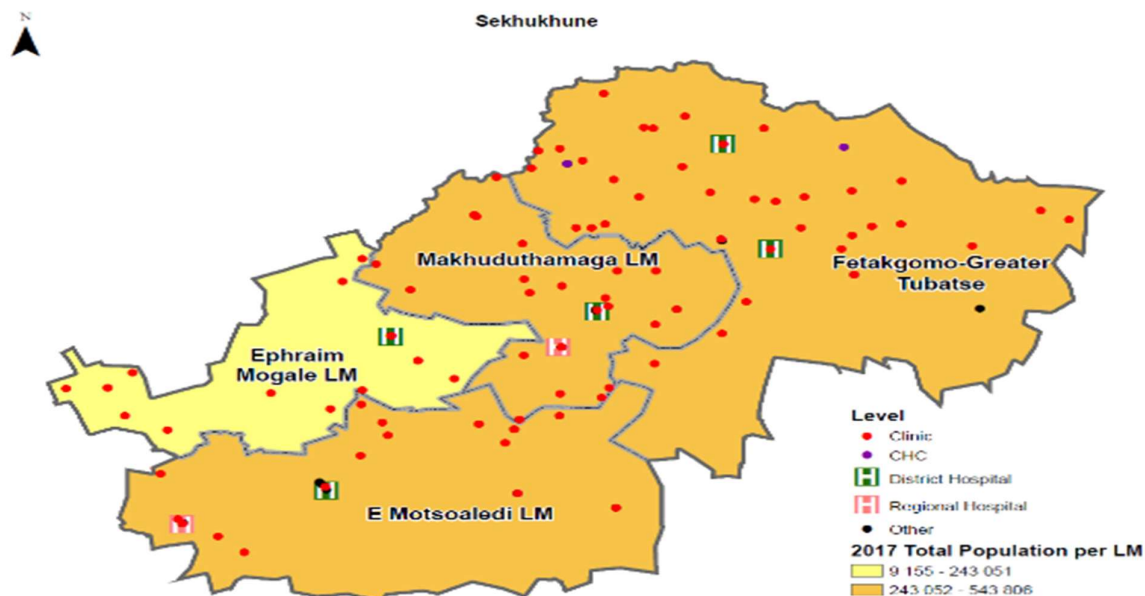 N
Sekhukhune
Makhuduthamaga LM
Fetakgomo-Greater
Tubatse
Ephraim
Mogale LM
E Motsoaledi LM
Level
Clinic
CHC
H District Hospital
H Regional Hospital
Other
2017 Total Population per LM
9 155 - 243 051
243 052 - 543 806